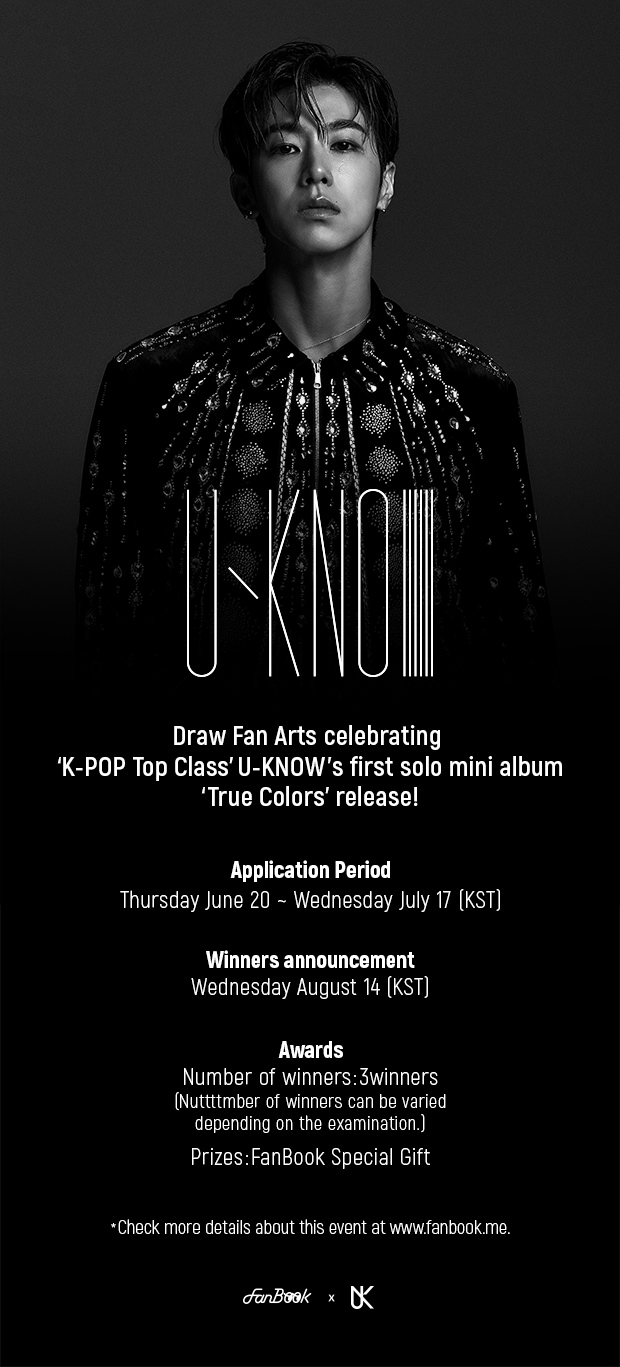 U-KNOW
Draw Fan Arts celebrating
‘K-POP Top Class’ U-KNOW’s first solo mini album
‘True Colors’ release!
Application Period
Thursday June 20 ~ Wednesday July 17 (KST)
Winners announcement
Wednesday August 14 (KST)
Awards
Number of winners:3winners
(Nuttttmber of winners can be varied
depending on the examination.)
Prizes:FanBook Special Gift
*Check more details about this event at www.fanbook.me.
FanBook x UK